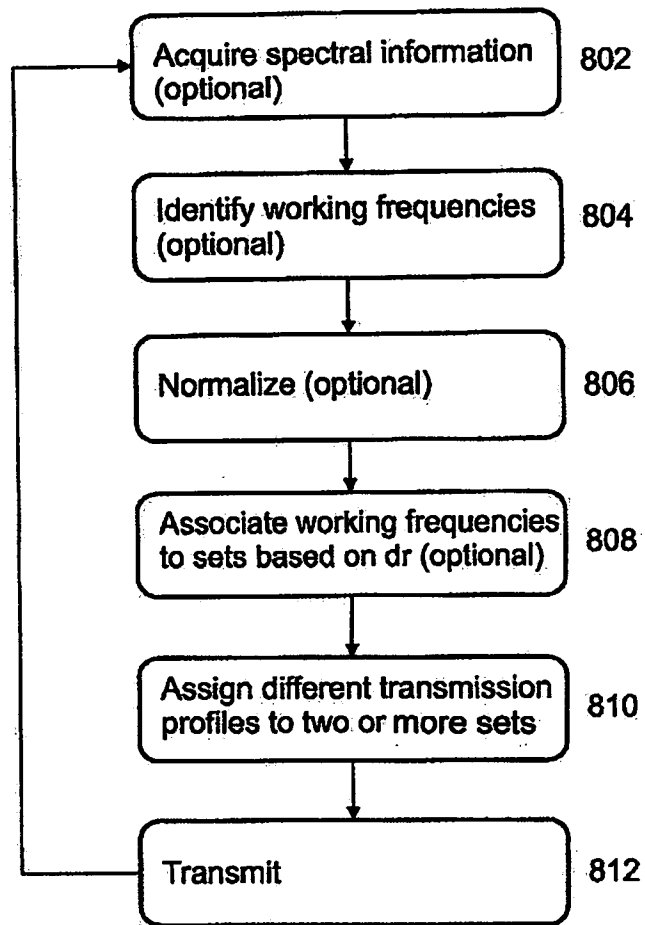 Acquire spectral information
(optional)
802
Identify working frequencies
(optional)
804
Normalize (optional)
806
Associate working frequencies
to sets based on dr (optional)
808
Assign different transmission
profiles to two or more sets
810
Transmit
812